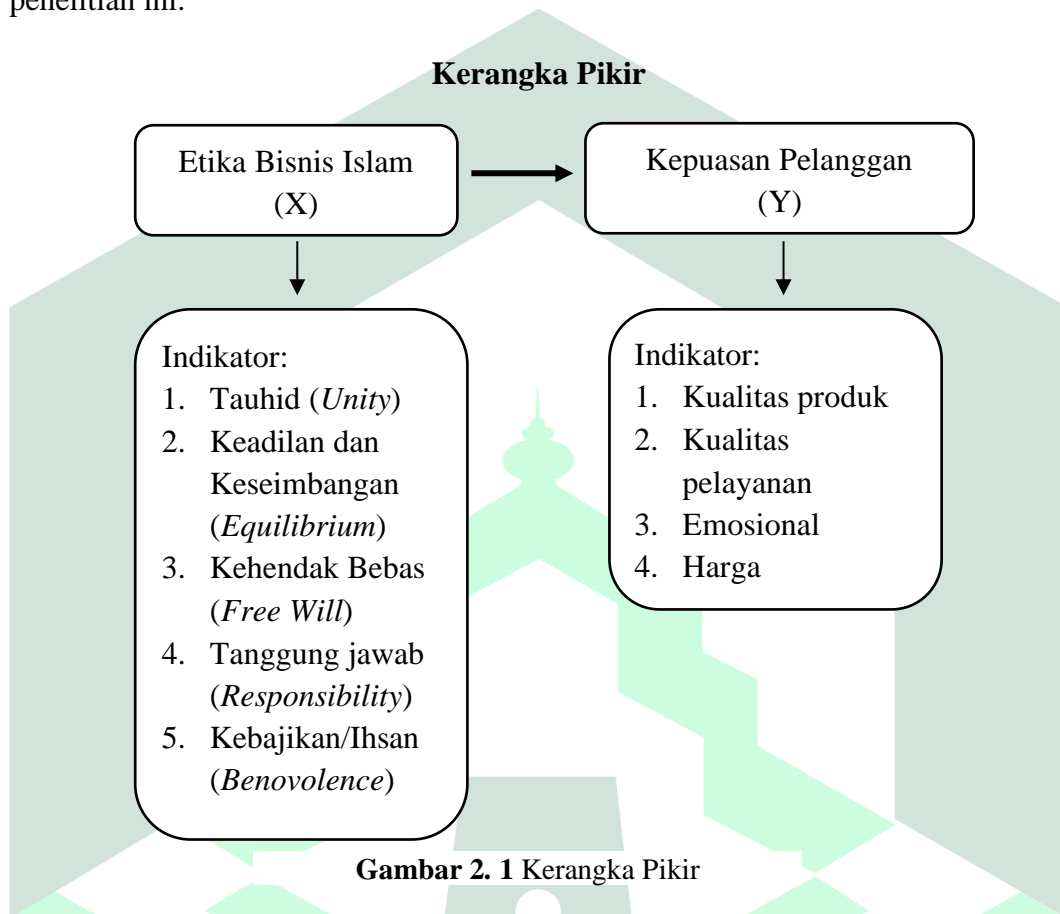 penelitian ini.
Kerangka Pikir
Etika Bisnis Islam
(X)
Kepuasan Pelanggan
(Y)
Indikator:
1. Tauhid (Unity)
2. Keadilan dan
Keseimbangan
(Equilibrium)
3. Kehendak Bebas
(Free Will)
4. Tanggung jawab
(Responsibility)
5. Kebajikan/Ihsan
(Benovolence)
Indikator:
1. Kualitas produk
2. Kualitas
pelayanan
3. Emosional
4. Harga
Gambar 2. 1 Kerangka Pikir